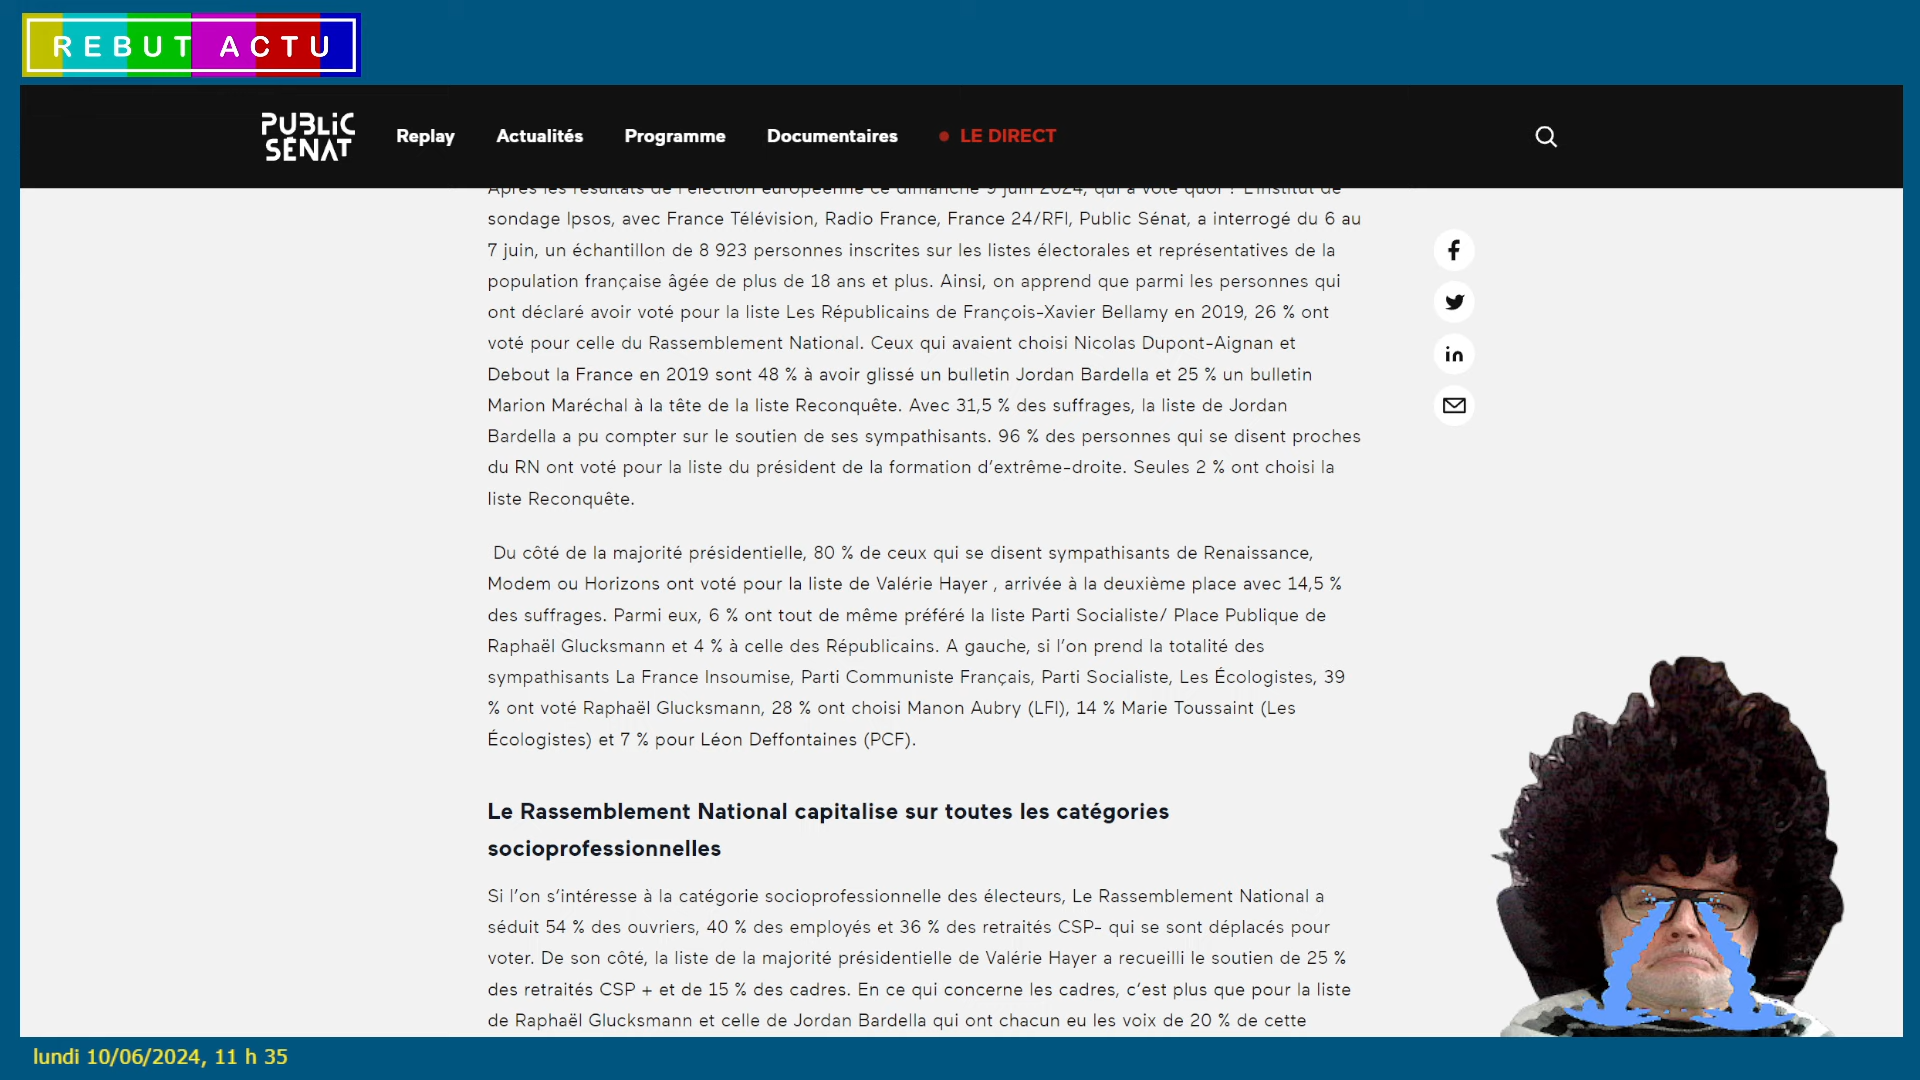 REBUT ACTU
PUBLIC SÉNAT
Replay
Actualités
Programme
Documentaires
LE DIRECT
Après les résultats de l'élection européenne ce dimanche 9 juin 2024, qui a voté quoi ? L'institut de
sondage Ipsos, avec France Télévision, Radio France, France 24/RFI, Public Sénat, a interrogé du 6 au
7 juin, un échantillon de 8 923 personnes inscrites sur les listes électorales et représentatives de la
population française âgée de plus de 18 ans et plus. Ainsi, on apprend que parmi les personnes qui
ont déclaré avoir voté pour la liste Les Républicains de François-Xavier Bellamy en 2019, 26 % ont
voté pour celle du Rassemblement National. Ceux qui avaient choisi Nicolas Dupont-Aignan et
Debout la France en 2019 sont 48 % à avoir glissé un bulletin Jordan Bardella et 25 % un bulletin
Marion Maréchal à la tête de la liste Reconquête. Avec 31,5 % des suffrages, la liste de Jordan
Bardella a pu compter sur le soutien de ses sympathisants. 96 % des personnes qui se disent proches
du RN ont voté pour la liste du président de la formation d'extrême-droite. Seules 2 % ont choisi la
liste Reconquête.
Du côté de la majorité présidentielle, 80 % de ceux qui se disent sympathisants de Renaissance,
Modem ou Horizons ont voté pour la liste de Valérie Hayer , arrivée à la deuxième place avec 14,5 %
des suffrages. Parmi eux, 6 % ont tout de même préféré la liste Parti Socialiste/ Place Publique de
Raphaël Glucksmann et 4 % à celle des Républicains. A gauche, si l'on prend la totalité des
sympathisants La France Insoumise, Parti Communiste Français, Parti Socialiste, Les Écologistes, 39
% ont voté Raphaël Glucksmann, 28 % ont choisi Manon Aubry (LFI), 14 % Marie Toussaint (Les
Écologistes) et 7 % pour Léon Deffontaines (PCF).
Le Rassemblement National capitalise sur toutes les catégories
socioprofessionnelles
Si l'on s'intéresse à la catégorie socioprofessionnelle des électeurs, Le Rassemblement National a
séduit 54 % des ouvriers, 40 % des employés et 36 % des retraités CSP- qui se sont déplacés pour
voter. De son côté, la liste de la majorité présidentielle de Valérie Hayer a recueilli le soutien de 25 %
des retraités CSP + et de 15 % des cadres. En ce qui concerne les cadres, c'est plus que pour la liste
de Raphaël Glucksmann et celle de Jordan Bardella qui ont chacun eu les voix de 20 % de cette
lundi 10/06/2024, 11 h 35